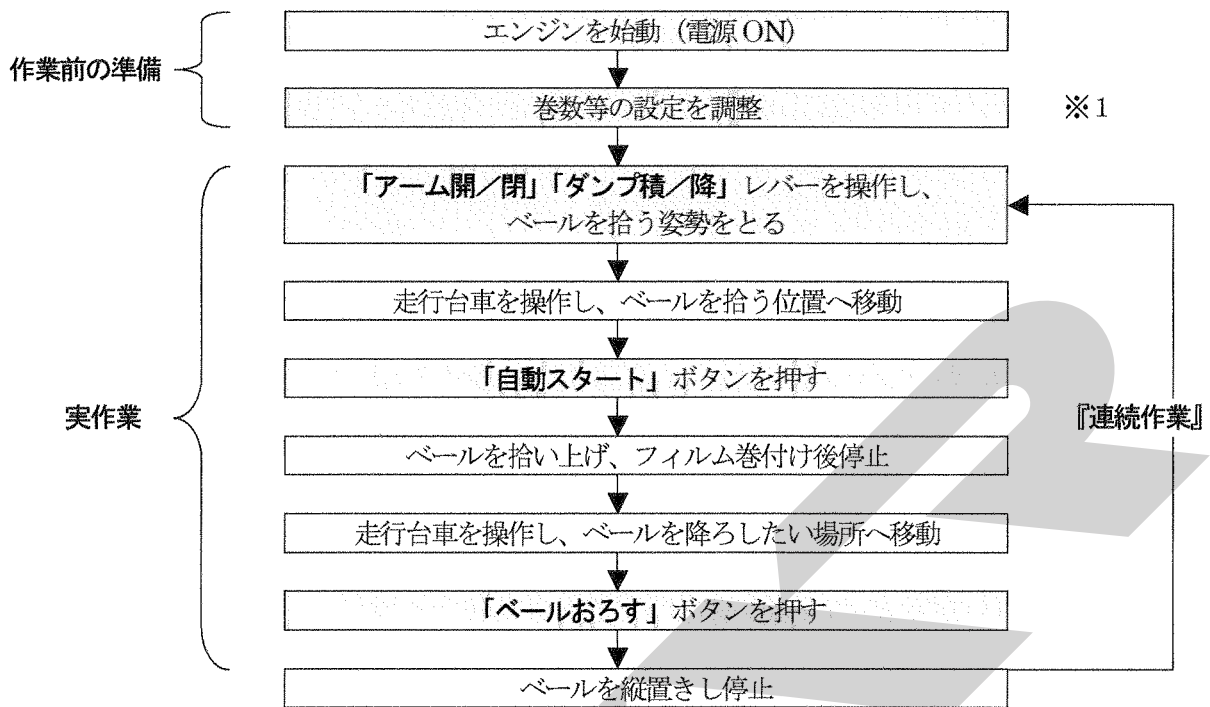 エンジンを始動（電源 ON）
作業前の準備
巻数等の設定を調整
※1
「アーム開／閉」「ダンプ積／降」レバーを操作し、
ベールを拾う姿勢をとる
走行台車を操作し、ベールを拾う位置へ移動
「自動スタート」ボタンを押す
実作業
『連続作業』
ベールを拾い上げ、フィルム巻付け後停止
走行台車を操作し、ベールを降ろしたい場所へ移動
「ベールおろす」ボタンを押す
ベールを縦置きし停止